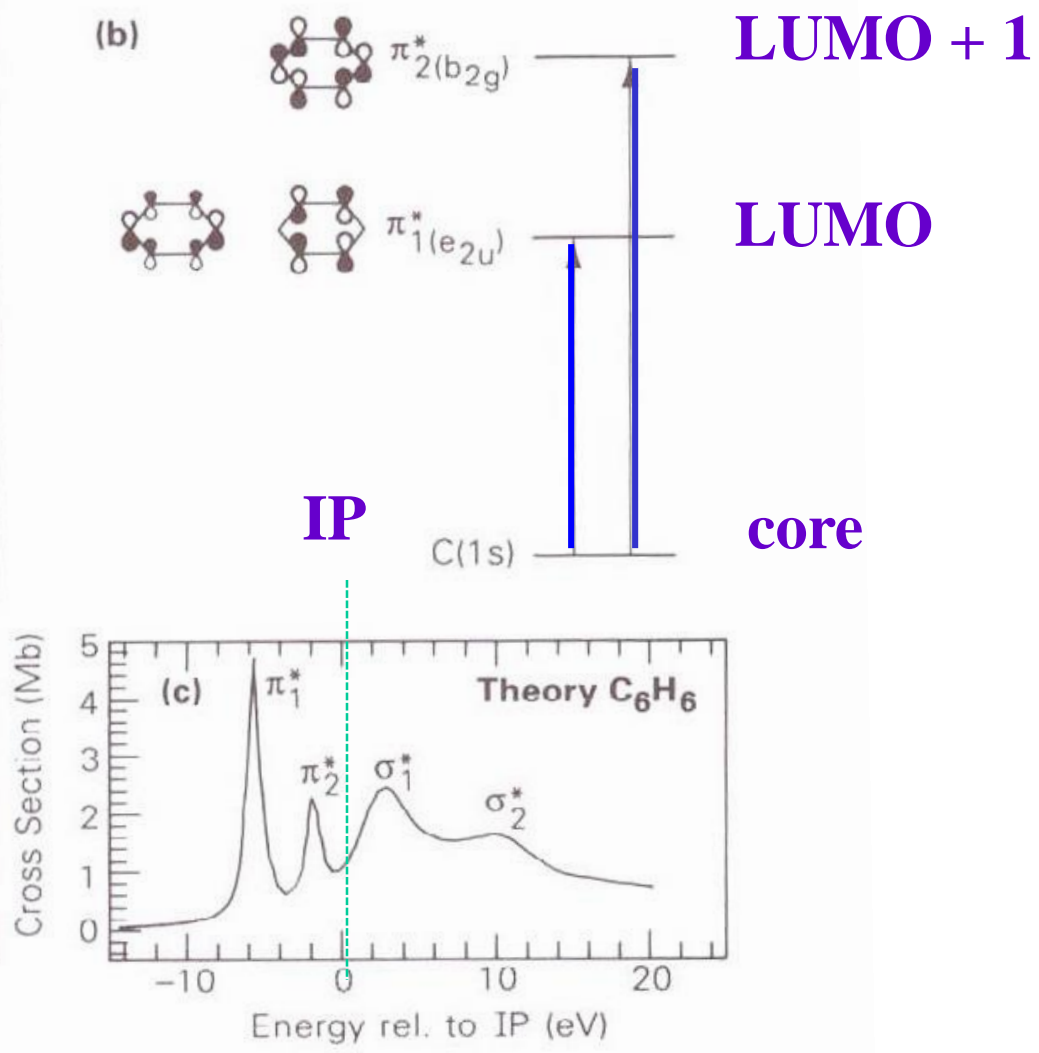 (b)
π*2(b2g)
LUMO + 1
π*1(e2u)
LUMO
IP
C(1s)
core
Cross Section (Mb)
5
4
3
2
1
0
(c)
Theory C6H6
π*1
π*2
σ*1
σ*2
−10
0
10
20
Energy rel. to IP (eV)